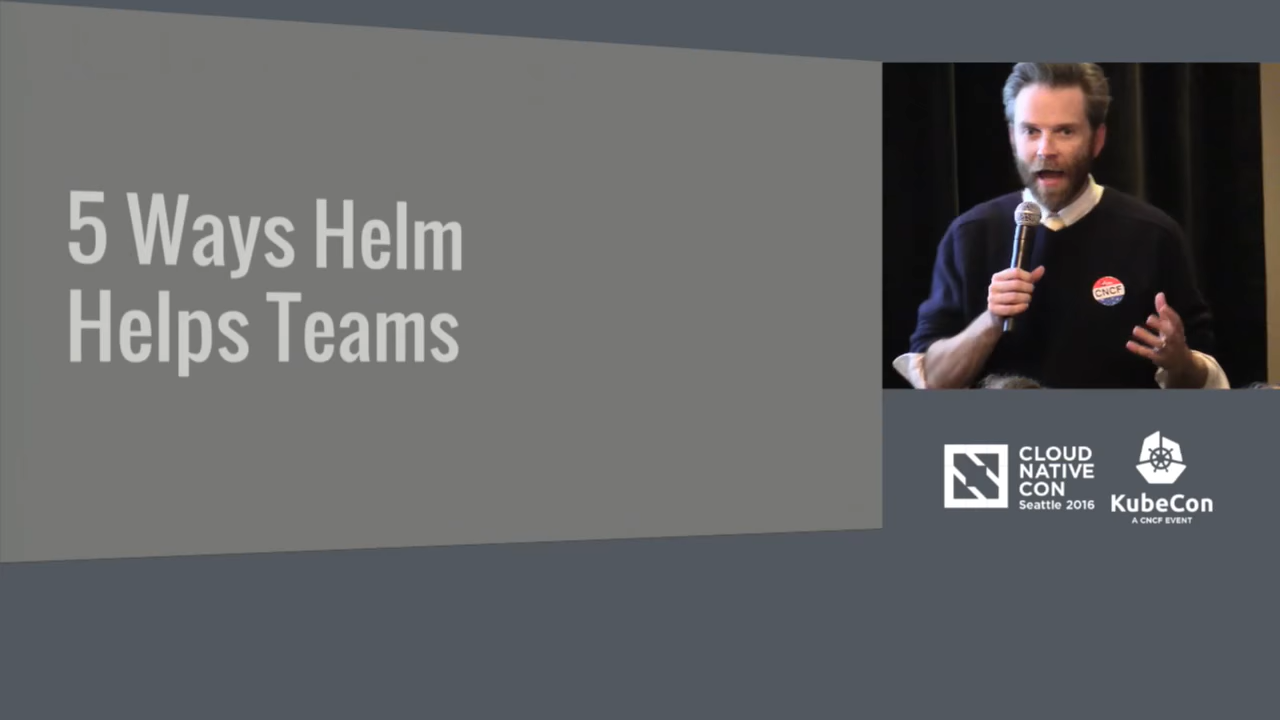 5 Ways Helm
Helps Teams
CNCF
CLOUD
NATIVE
CON
Seattle 2016
KubeCon
A CNCF EVENT